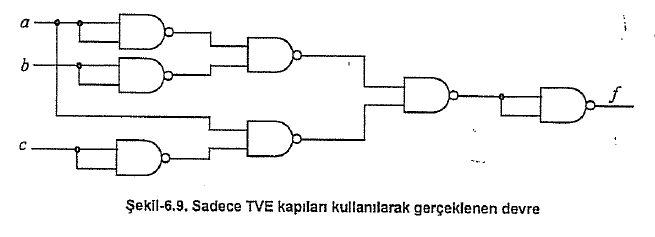 a
b
c
f
Şekil-6.9. Sadece TVE kapıları kullanılarak gerçeklenen devre